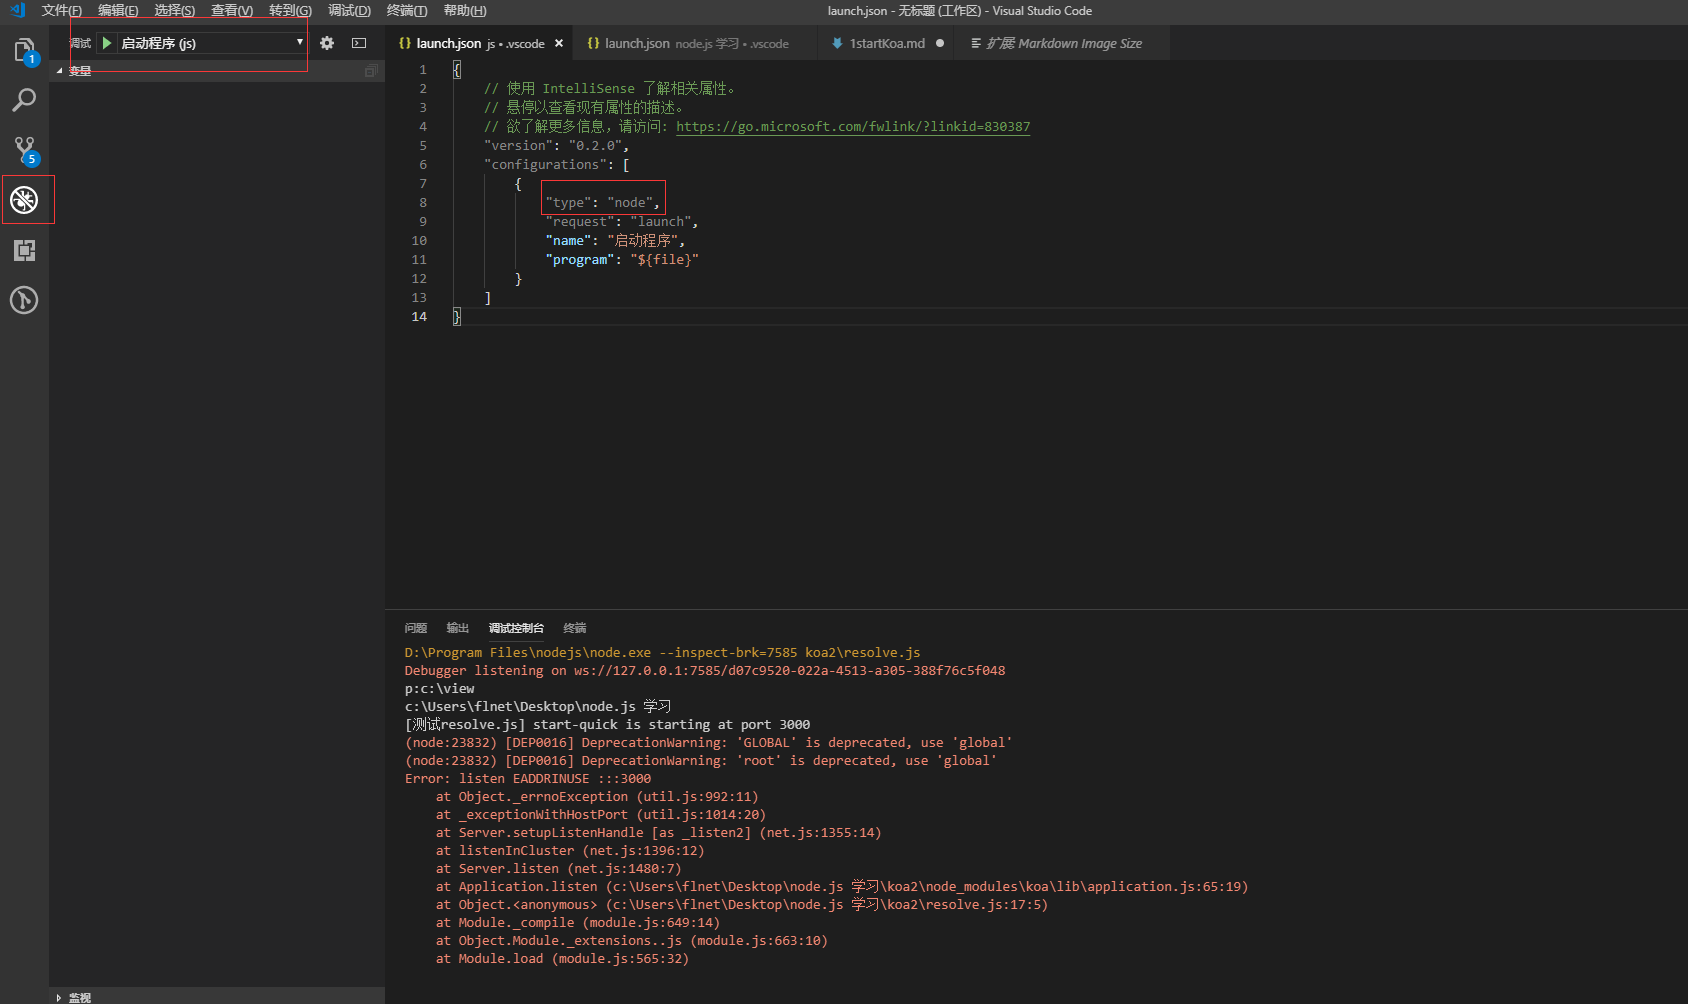 文件(F) 编辑(E) 选择(S) 查看(V) 转到(G) 调试(D) 终端(T) 帮助(H)
launch.json - 无标题 (工作区) - Visual Studio Code
调试 启动程序 (js)
launch.json js • .vscode
launch.json node.js 学习 • .vscode
1startKoa.md
扩展: Markdown Image Size
1
5
变量
监视
1 {
2 // 使用 IntelliSense 了解相关属性。
3 // 悬停以查看现有属性的描述。
4 // 欲了解更多信息，请访问: https://go.microsoft.com/fwlink/?linkid=830387
5 "version": "0.2.0",
6 "configurations": [
7 {
8 "type": "node",
9 "request": "launch",
10 "name": "启动程序",
11 "program": "${file}"
12 }
13 ]
14 }
问题 输出 调试控制台 终端
D:\Program Files\nodejs\node.exe --inspect-brk=7585 koa2\resolve.js
Debugger listening on ws://127.0.0.1:7585/d07c9520-022a-4513-a305-388f76c5f048
p:c:\view
c:\Users\flnet\Desktop\node.js 学习
[测试resolve.js] start-quick is starting at port 3000
(node:23832) [DEP0016] DeprecationWarning: 'GLOBAL' is deprecated, use 'global'
(node:23832) [DEP0016] DeprecationWarning: 'root' is deprecated, use 'global'
Error: listen EADDRINUSE :::3000
at Object._errnoException (util.js:992:11)
at _exceptionWithHostPort (util.js:1014:20)
at Server.setupListenHandle [as _listen2] (net.js:1355:14)
at listenInCluster (net.js:1396:12)
at Server.listen (net.js:1480:7)
at Application.listen (c:\Users\flnet\Desktop\node.js 学习\koa2\node_modules\koa\lib\application.js:65:19)
at Object.<anonymous> (c:\Users\flnet\Desktop\node.js 学习\koa2\resolve.js:17:5)
at Module._compile (module.js:649:14)
at Object.Module._extensions..js (module.js:663:10)
at Module.load (module.js:565:32)